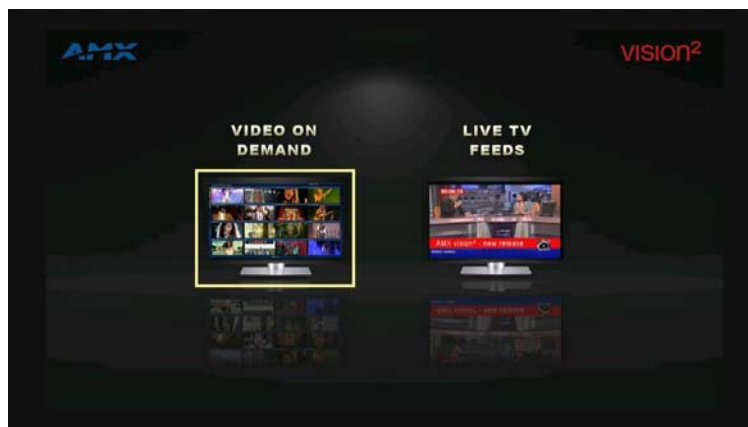 AMX
VISION²
VIDEO ON
DEMAND
LIVE TV
FEEDS
AMX vision² - new release